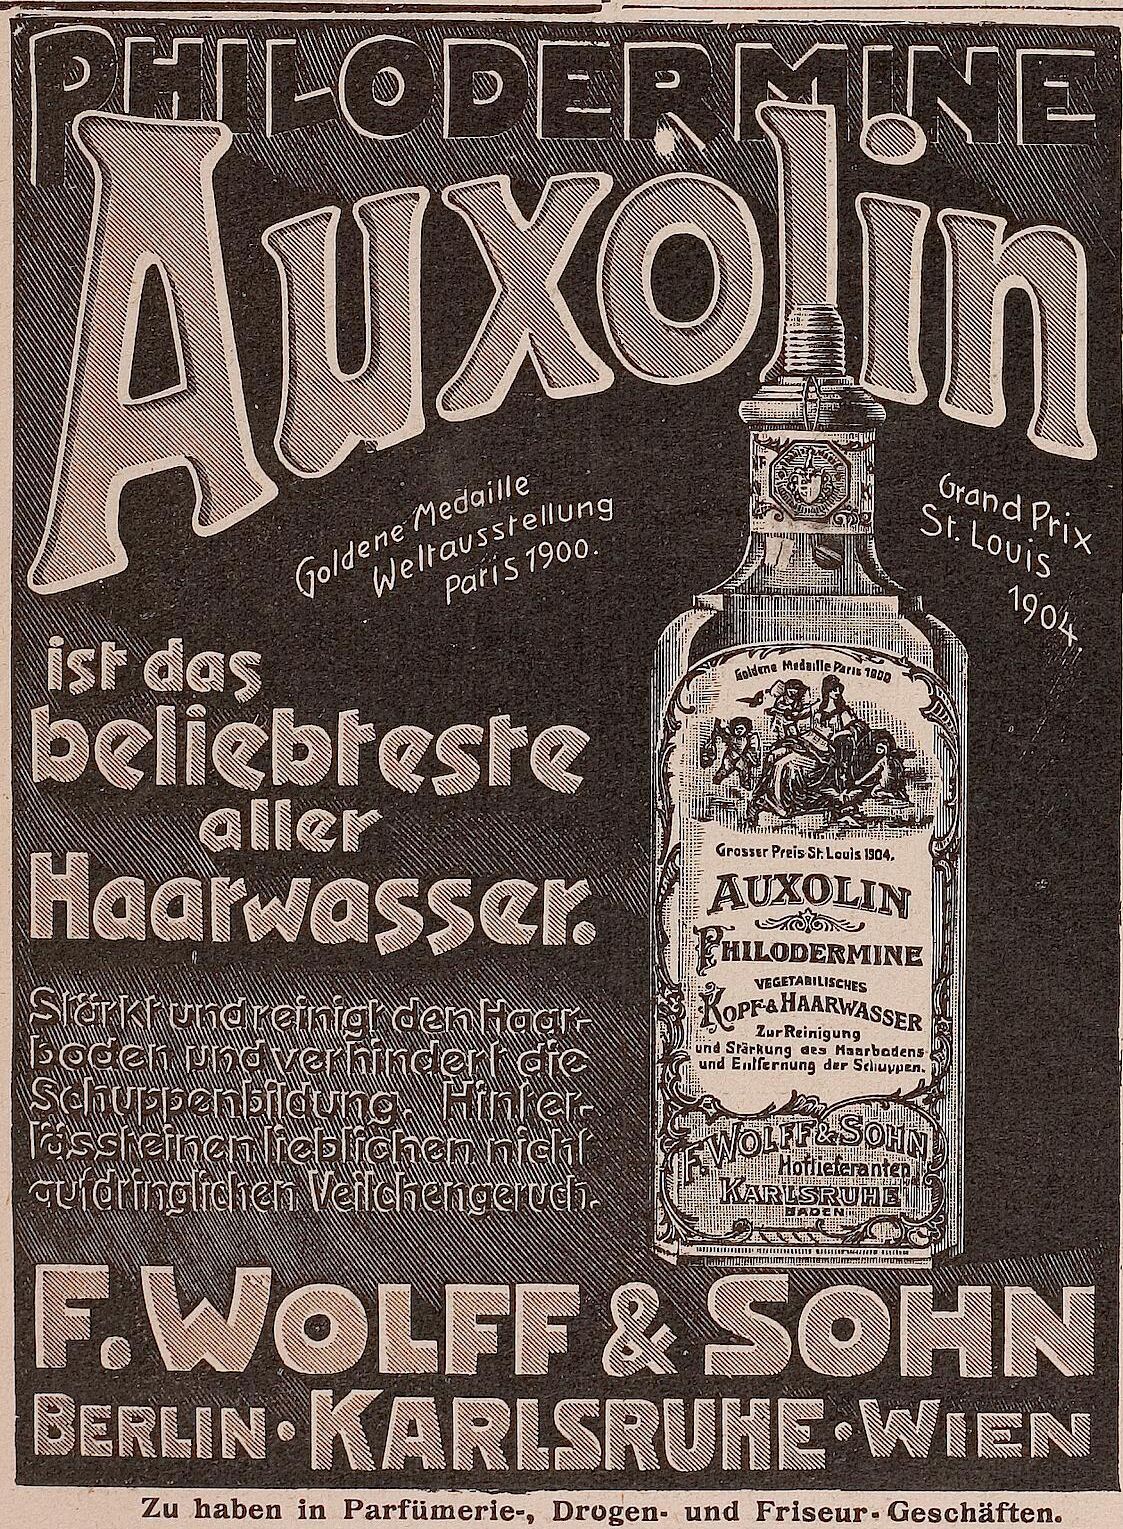 PHILODERMINE
Auxolin
Goldene Medaille
Weltausstellung
Paris 1900.
Grand Prix
St. Louis
1904.
ist das
beliebteste
aller
Haarwasser.
Stärkt und reinigt den Haar-
boden und verhindert die
Schuppenbildung. Hinter-
lässt einen lieblichen nicht
aufdringlichen Veilchengeruch.
Goldene Medaille Paris 1900
Grosser Preis St. Louis 1904.
AUXOLIN
PHILODERMINE
VEGETABILISCHES
KOPF- & HAARWASSER
Zur Reinigung
und Stärkung des Haarbodens
und Entfernung der Schuppen.
F. WOLFF & SOHN
Hoflieferanten
KARLSRUHE
BADEN
F. WOLFF & SOHN
BERLIN · KARLSRUHE · WIEN
Zu haben in Parfümerie-, Drogen- und Friseur-Geschäften.